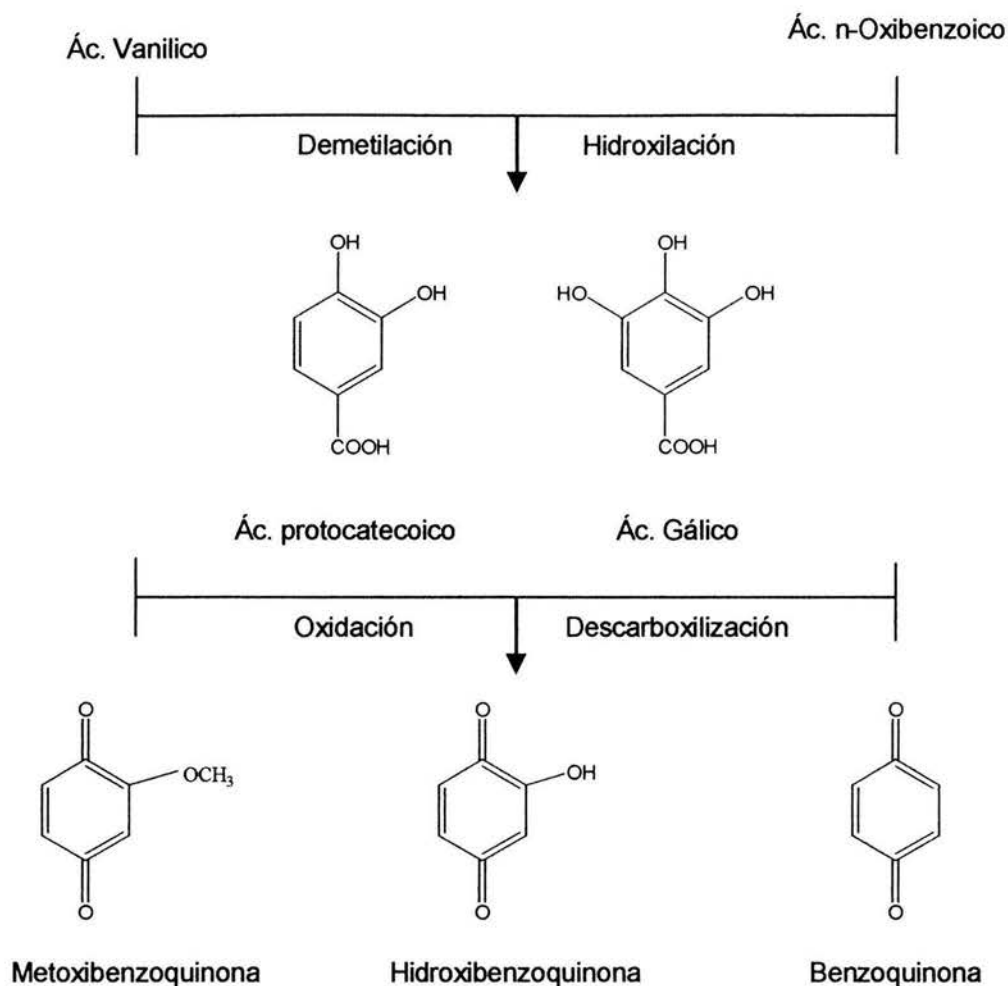 Ác. Vanilico
Ác. n-Oxibenzoico
Demetilación
Hidroxilación
OH
OH
COOH
OH
HO
OH
COOH
Ác. protocatecoico
Ác. Gálico
Oxidación
Descarboxilización
O
OCH₃
O
O
OH
O
O
O
Metoxibenzoquinona
Hidroxibenzoquinona
Benzoquinona